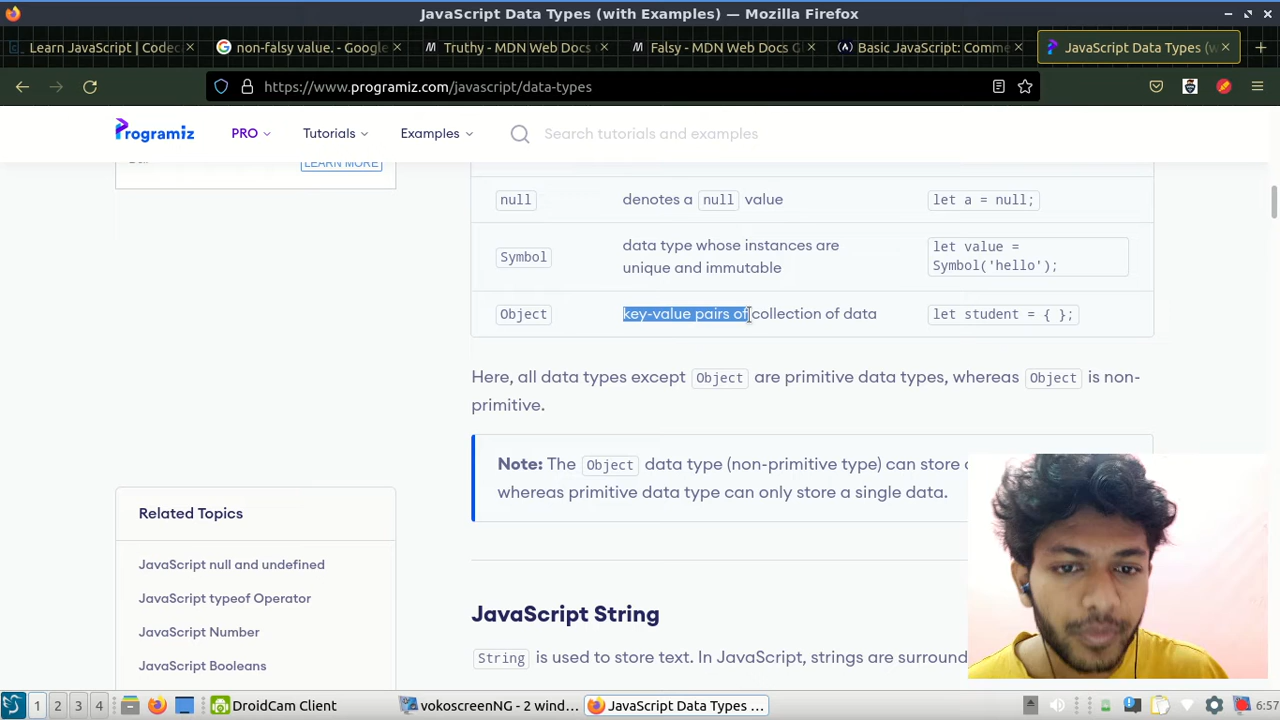 JavaScript Data Types (with Examples) — Mozilla Firefox
Learn JavaScript | Codec
non-falsy value. - Google
Truthy - MDN Web Docs
Falsy - MDN Web Docs G
Basic JavaScript: Comme
JavaScript Data Types (w
https://www.programiz.com/javascript/data-types
Programiz
PRO
Tutorials
Examples
Search tutorials and examples
LEARN MORE
null denotes a null value let a = null;
Symbol data type whose instances are unique and immutable let value = Symbol('hello');
Object key-value pairs of collection of data let student = { };
Here, all data types except Object are primitive data types, whereas Object is non-
primitive.
Note: The Object data type (non-primitive type) can store
whereas primitive data type can only store a single data.
Related Topics
JavaScript null and undefined
JavaScript typeof Operator
JavaScript Number
JavaScript Booleans
JavaScript String
String is used to store text. In JavaScript, strings are surround
1 2 3 4 DroidCam Client vokoscreenNG - 2 wind... JavaScript Data Types ... 6:57